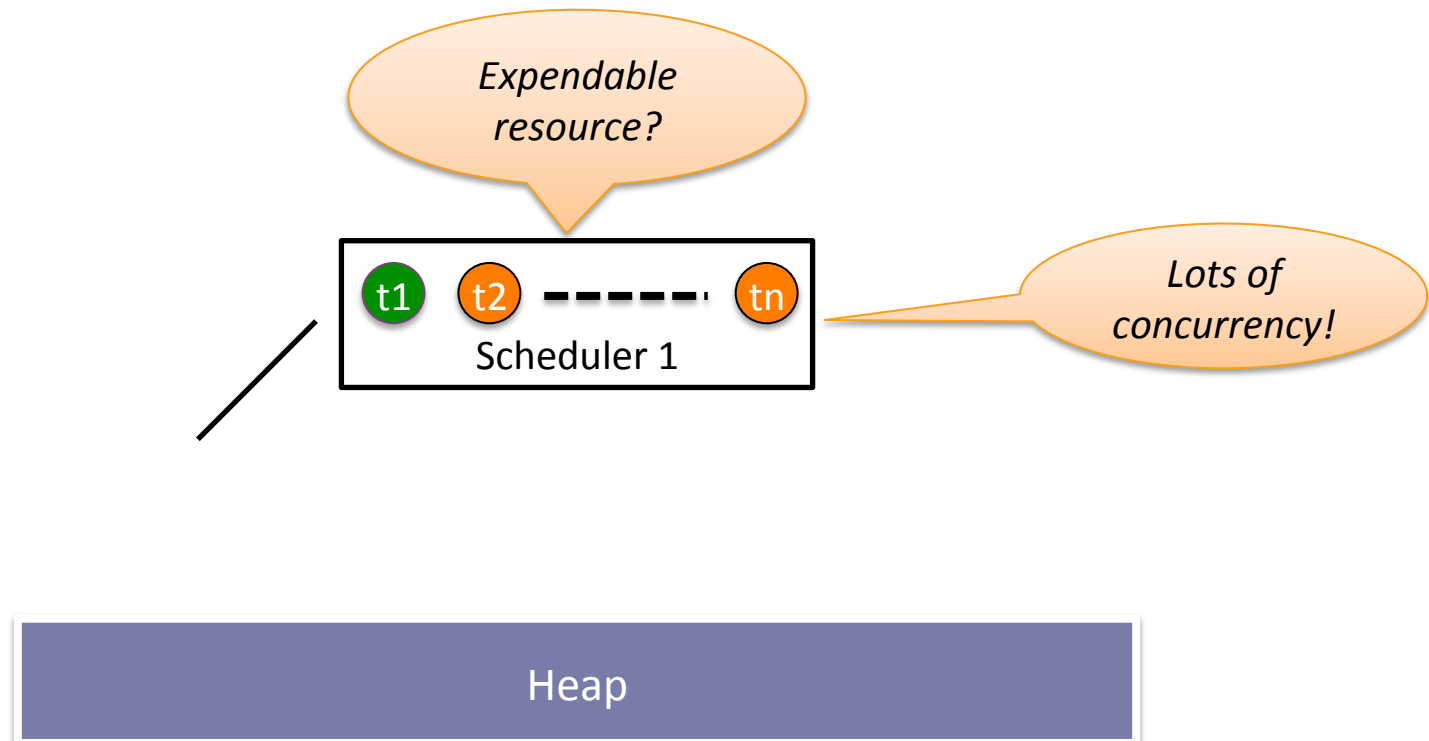 Expendable
resource?
t1 t2 tn
Scheduler 1
Lots of
concurrency!
Heap